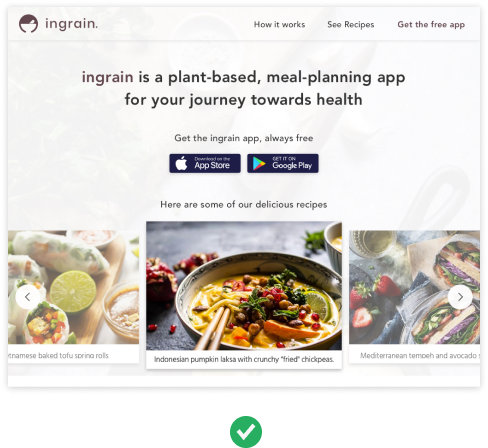 ingrain.
How it works
See Recipes
Get the free app
ingrain is a plant-based, meal-planning app
for your journey towards health
Get the ingrain app, always free
Download on the
App Store
GET IT ON
Google Play
Here are some of our delicious recipes
tnamese baked tofu spring rolls
Indonesian pumpkin laksa with crunchy "fried" chickpeas.
Mediterranean tempeh and avocado s